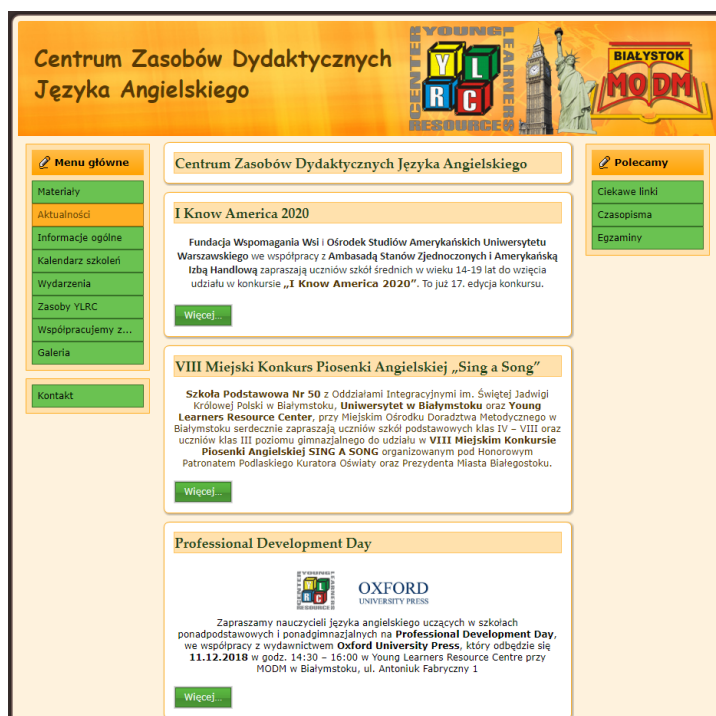 Centrum Zasobów Dydaktycznych
Języka Angielskiego
YOUNG
LEARNERS
CENTER
RESOURCE
Y L
R C
BIAŁYSTOK
MODM
Menu główne
Materiały
Aktualności
Informacje ogólne
Kalendarz szkoleń
Wydarzenia
Zasoby YLRC
Współpracujemy z...
Galeria
Kontakt
Centrum Zasobów Dydaktycznych Języka Angielskiego
I Know America 2020
Fundacja Wspomagania Wsi i Ośrodek Studiów Amerykańskich Uniwersytetu
Warszawskiego we współpracy z Ambasadą Stanów Zjednoczonych i Amerykańską
Izbą Handlową zapraszają uczniów szkół średnich w wieku 14-19 lat do wzięcia
udziału w konkursie „I Know America 2020”. To już 17. edycja konkursu.
Więcej...
VIII Miejski Konkurs Piosenki Angielskiej „Sing a Song”
Szkoła Podstawowa Nr 50 z Oddziałami Integracyjnymi im. Świętej Jadwigi
Królowej Polski w Białymstoku, Uniwersytet w Białymstoku oraz Young
Learners Resource Center, przy Miejskim Ośrodku Doradztwa Metodycznego w
Białymstoku serdecznie zapraszają uczniów szkół podstawowych klas IV – VIII oraz
uczniów klas III poziomu gimnazjalnego do udziału w VIII Miejskim Konkursie
Piosenki Angielskiej SING A SONG organizowanym pod Honorowym
Patronatem Podlaskiego Kuratora Oświaty oraz Prezydenta Miasta Białegostoku.
Więcej...
Professional Development Day
YOUNG
LEARNERS
CENTER
RESOURCE
Y L
R C
OXFORD
UNIVERSITY PRESS
Zapraszamy nauczycieli języka angielskiego uczących w szkołach
ponadpodstawowych i ponadgimnazjalnych na Professional Development Day,
we współpracy z wydawnictwem Oxford University Press, który odbędzie się
11.12.2018 w godz. 14:30 – 16:00 w Young Learners Resource Centre przy
MODM w Białymstoku, ul. Antoniuk Fabryczny 1
Więcej...
Polecamy
Ciekawe linki
Czasopisma
Egzaminy